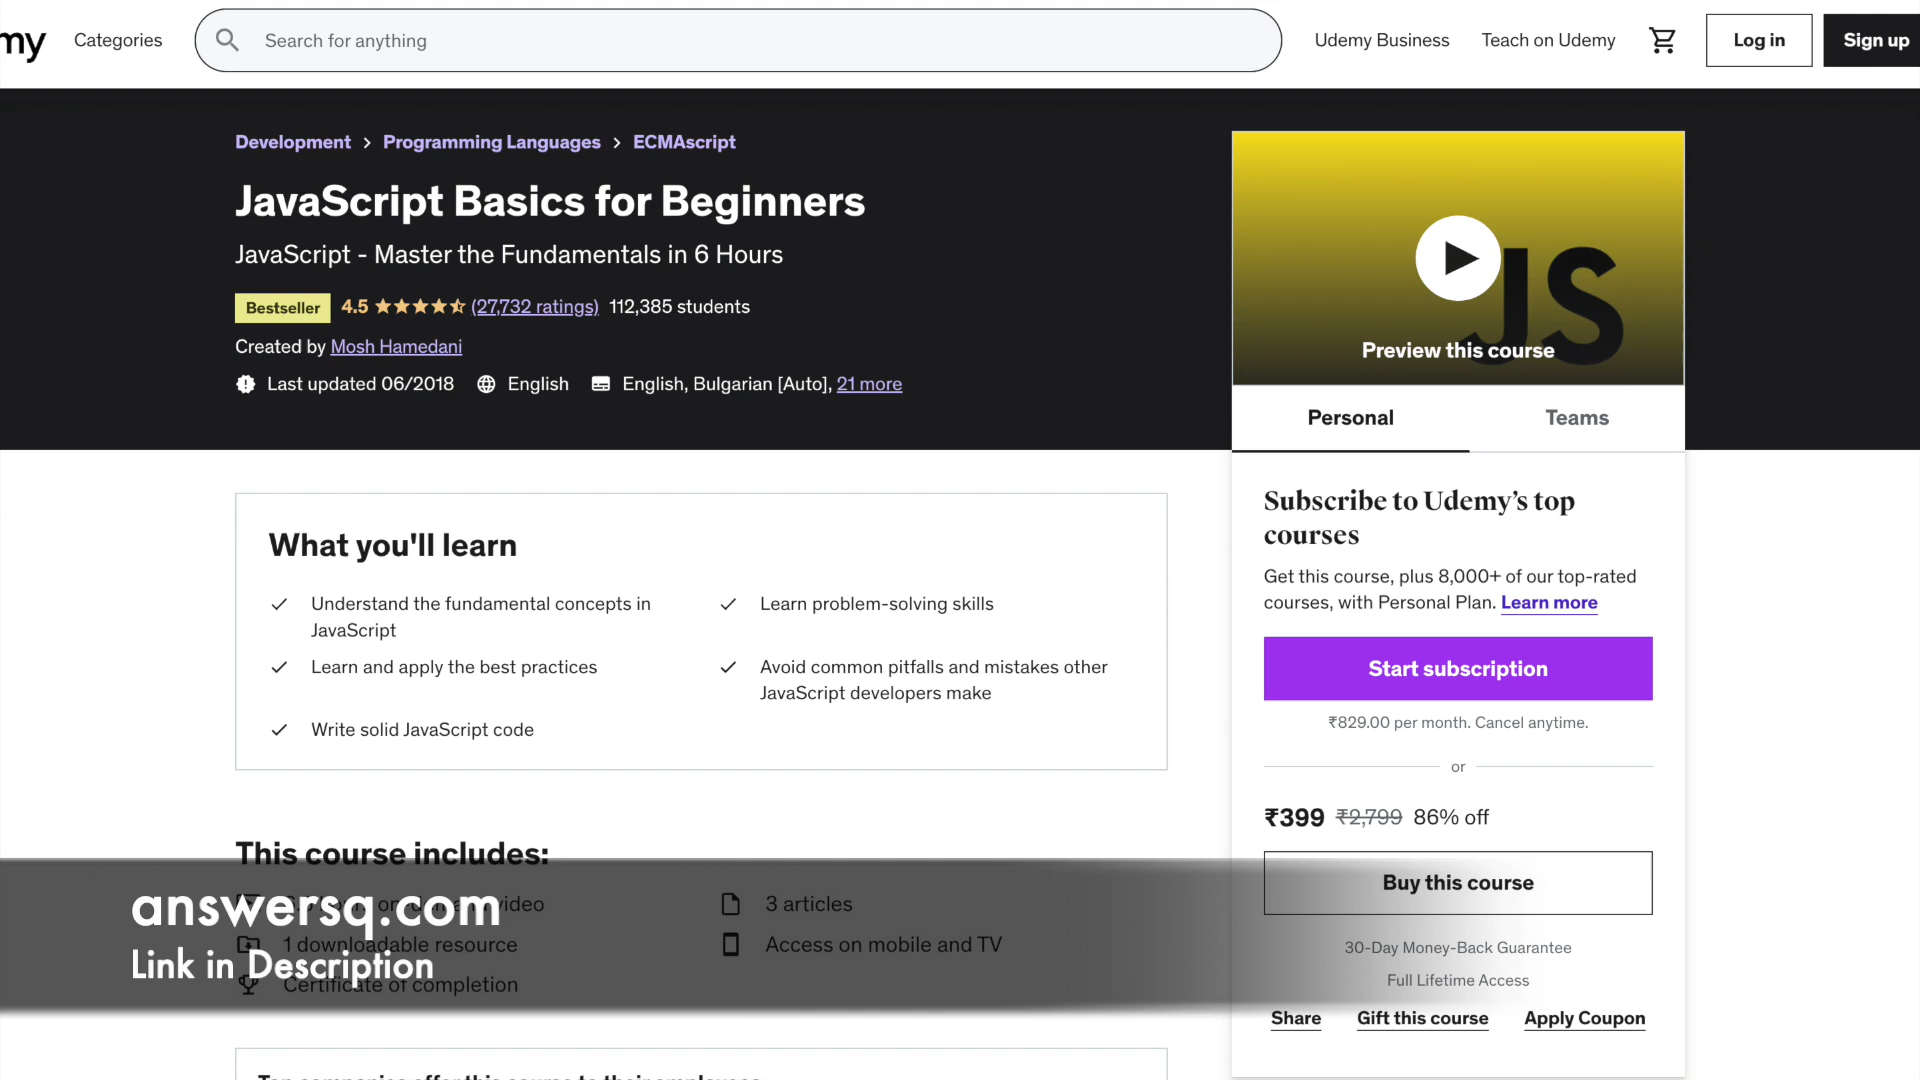 my
Categories
Search for anything
Udemy Business
Teach on Udemy
Log in
Sign up
Development > Programming Languages > ECMAscript
JavaScript Basics for Beginners
JavaScript - Master the Fundamentals in 6 Hours
Bestseller 4.5 (27,732 ratings) 112,385 students
Created by Mosh Hamedani
Last updated 06/2018 English English, Bulgarian [Auto], 21 more
JS
Preview this course
Personal
Teams
Subscribe to Udemy’s top
courses
Get this course, plus 8,000+ of our top-rated
courses, with Personal Plan. Learn more
Start subscription
₹829.00 per month. Cancel anytime.
or
₹399 ₹2,799 86% off
Buy this course
30-Day Money-Back Guarantee
Full Lifetime Access
Share
Gift this course
Apply Coupon
What you'll learn
Understand the fundamental concepts in
JavaScript
Learn problem-solving skills
Learn and apply the best practices
Avoid common pitfalls and mistakes other
JavaScript developers make
Write solid JavaScript code
This course includes:
video
3 articles
1 downloadable resource
Access on mobile and TV
Certificate of completion
answersq.com
Link in Description